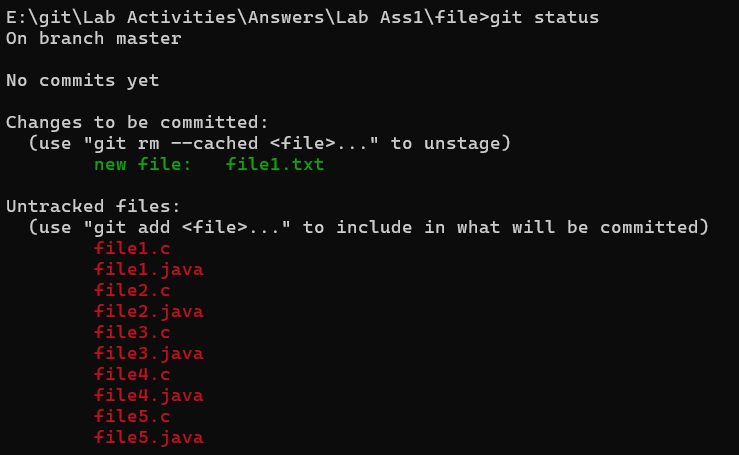 E:\git\Lab Activities\Answers\Lab Ass1\file>git status
On branch master
No commits yet
Changes to be committed:
  (use "git rm --cached <file>..." to unstage)
        new file:   file1.txt
Untracked files:
  (use "git add <file>..." to include in what will be committed)
        file1.c
        file1.java
        file2.c
        file2.java
        file3.c
        file3.java
        file4.c
        file4.java
        file5.c
        file5.java